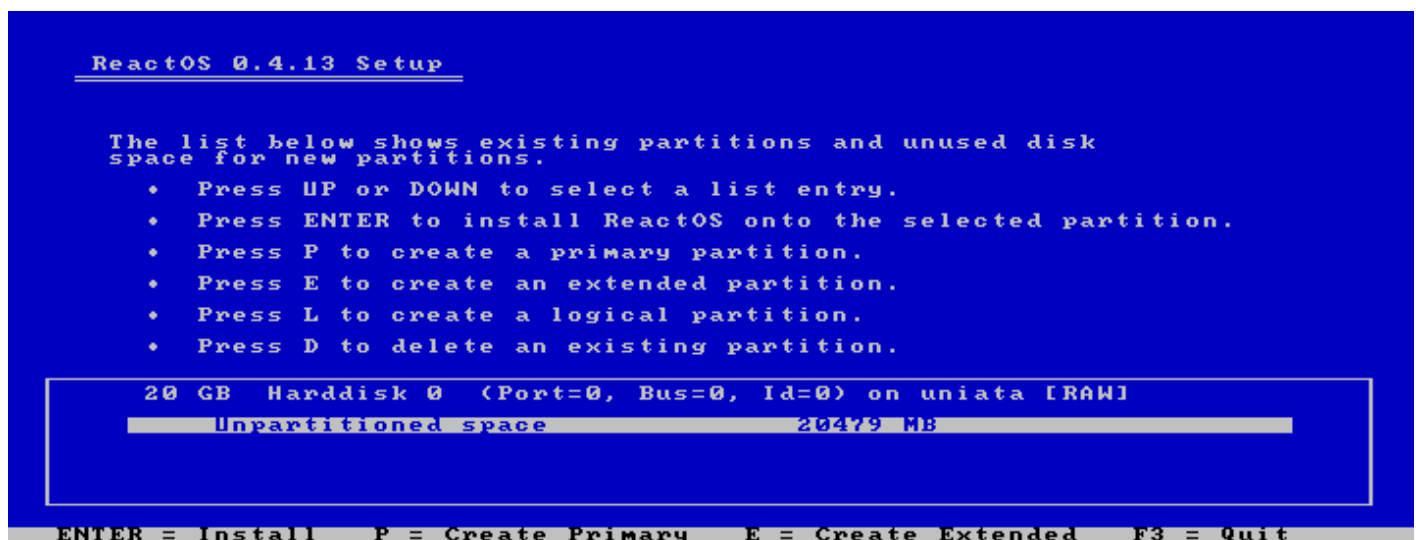 ReactOS 0.4.13 Setup
The list below shows existing partitions and unused disk
space for new partitions.
• Press UP or DOWN to select a list entry.
• Press ENTER to install ReactOS onto the selected partition.
• Press P to create a primary partition.
• Press E to create an extended partition.
• Press L to create a logical partition.
• Press D to delete an existing partition.
20 GB Harddisk 0 (Port=0, Bus=0, Id=0) on uniata [RAW]
Unpartitioned space 20479 MB
ENTER = Install P = Create Primary E = Create Extended F3 = Quit